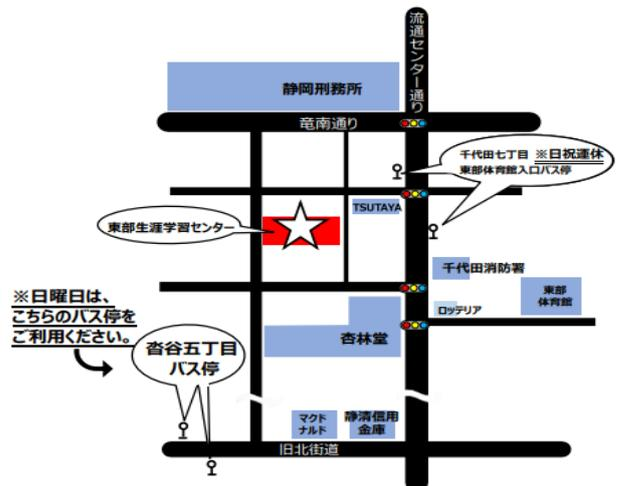 流通センター通り
静岡刑務所
竜南通り
千代田七丁目 ※日祝運休
東部体育館入口バス停
TSUTAYA
東部生涯学習センター
千代田消防署
東部
体育館
ロッテリア
※日曜日は、
こちらのバス停を
ご利用ください。
杏林堂
沓谷五丁目
バス停
マクド
ナルド
静清信用
金庫
旧北街道